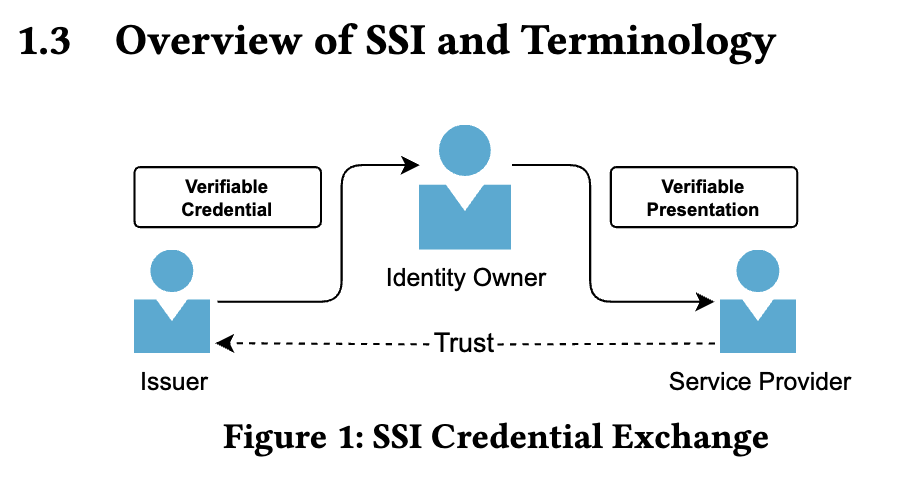 1.3 Overview of SSI and Terminology
Verifiable
Credential
Verifiable
Presentation
Identity Owner
Trust
Issuer
Service Provider
Figure 1: SSI Credential Exchange